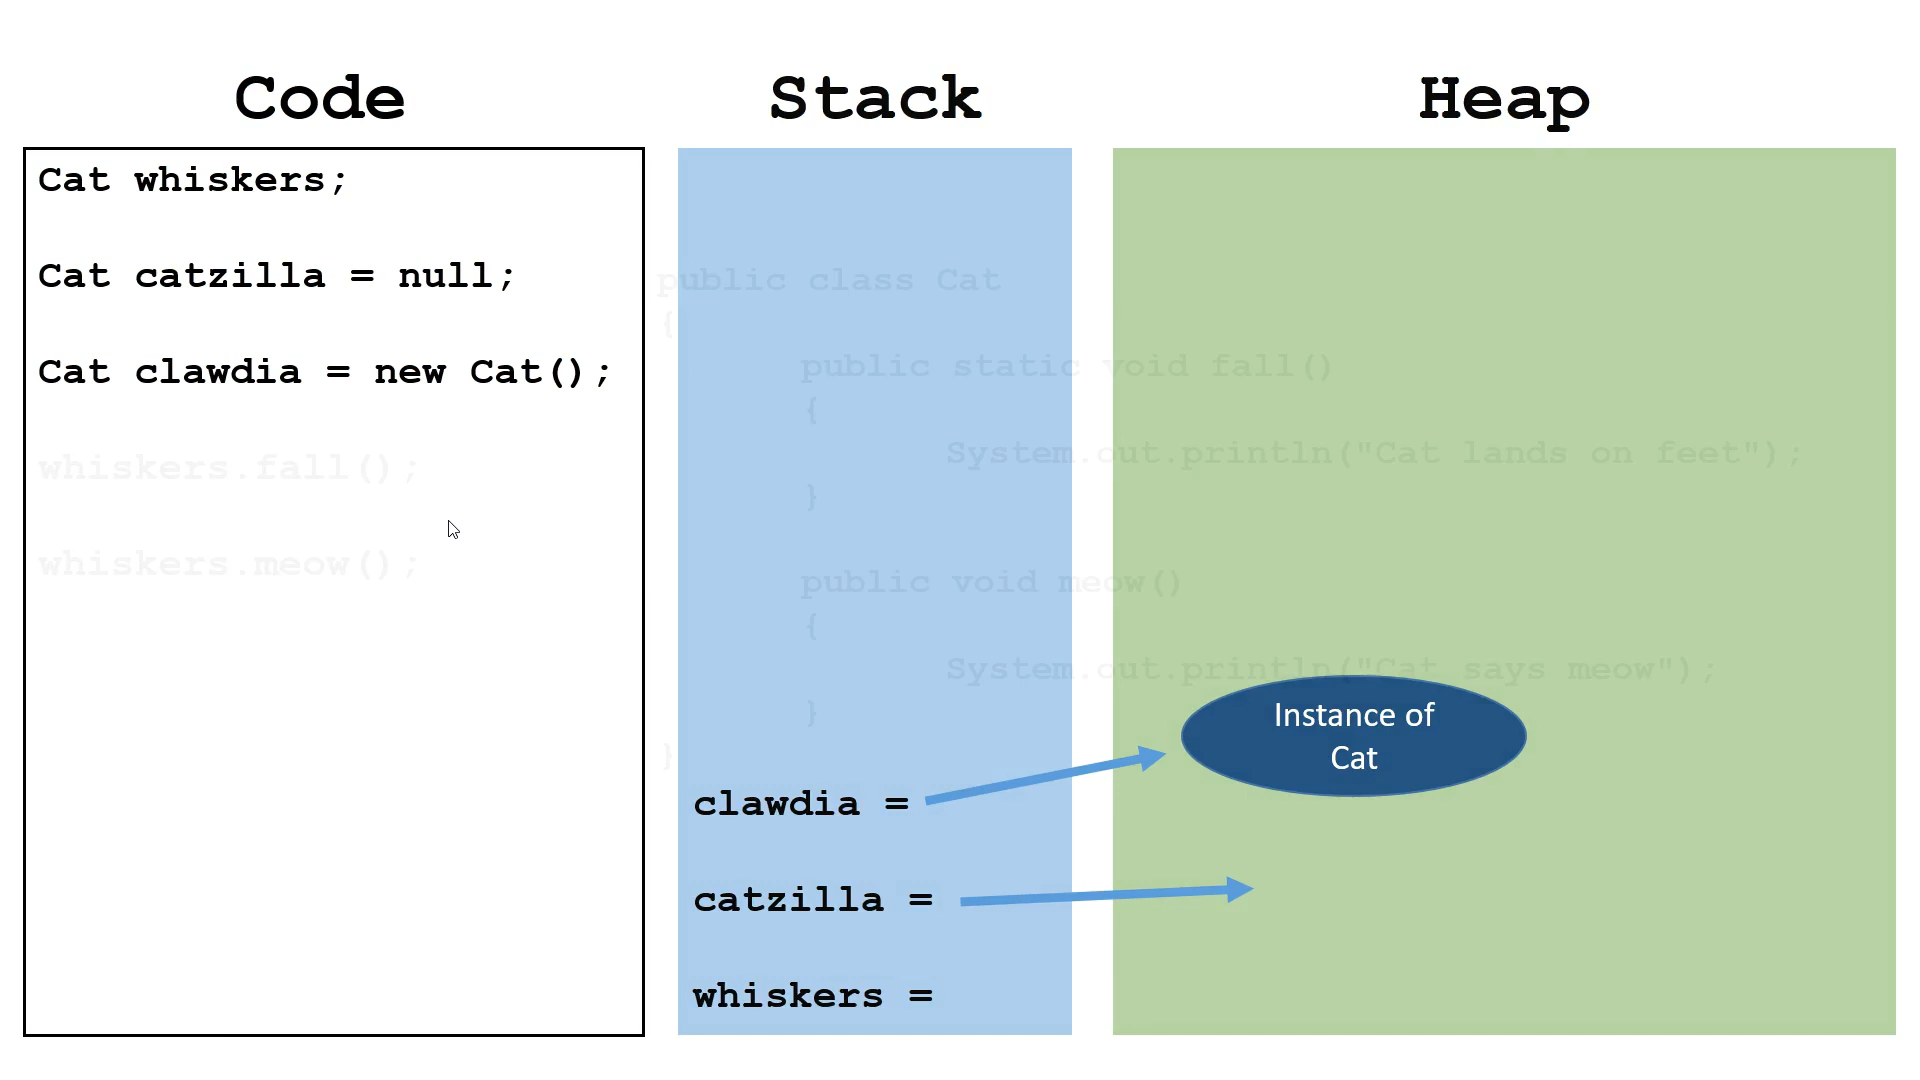 Code
Cat whiskers;
Cat catzilla = null;
Cat clawdia = new Cat();
whiskers.fall();
whiskers.meow();
Stack
Heap
public class Cat
{
public static void fall()
{
System.out.println("Cat lands on feet");
}
public void meow()
{
System.out.println("Cat says meow");
}
}
clawdia =
catzilla =
whiskers =
Instance of
Cat